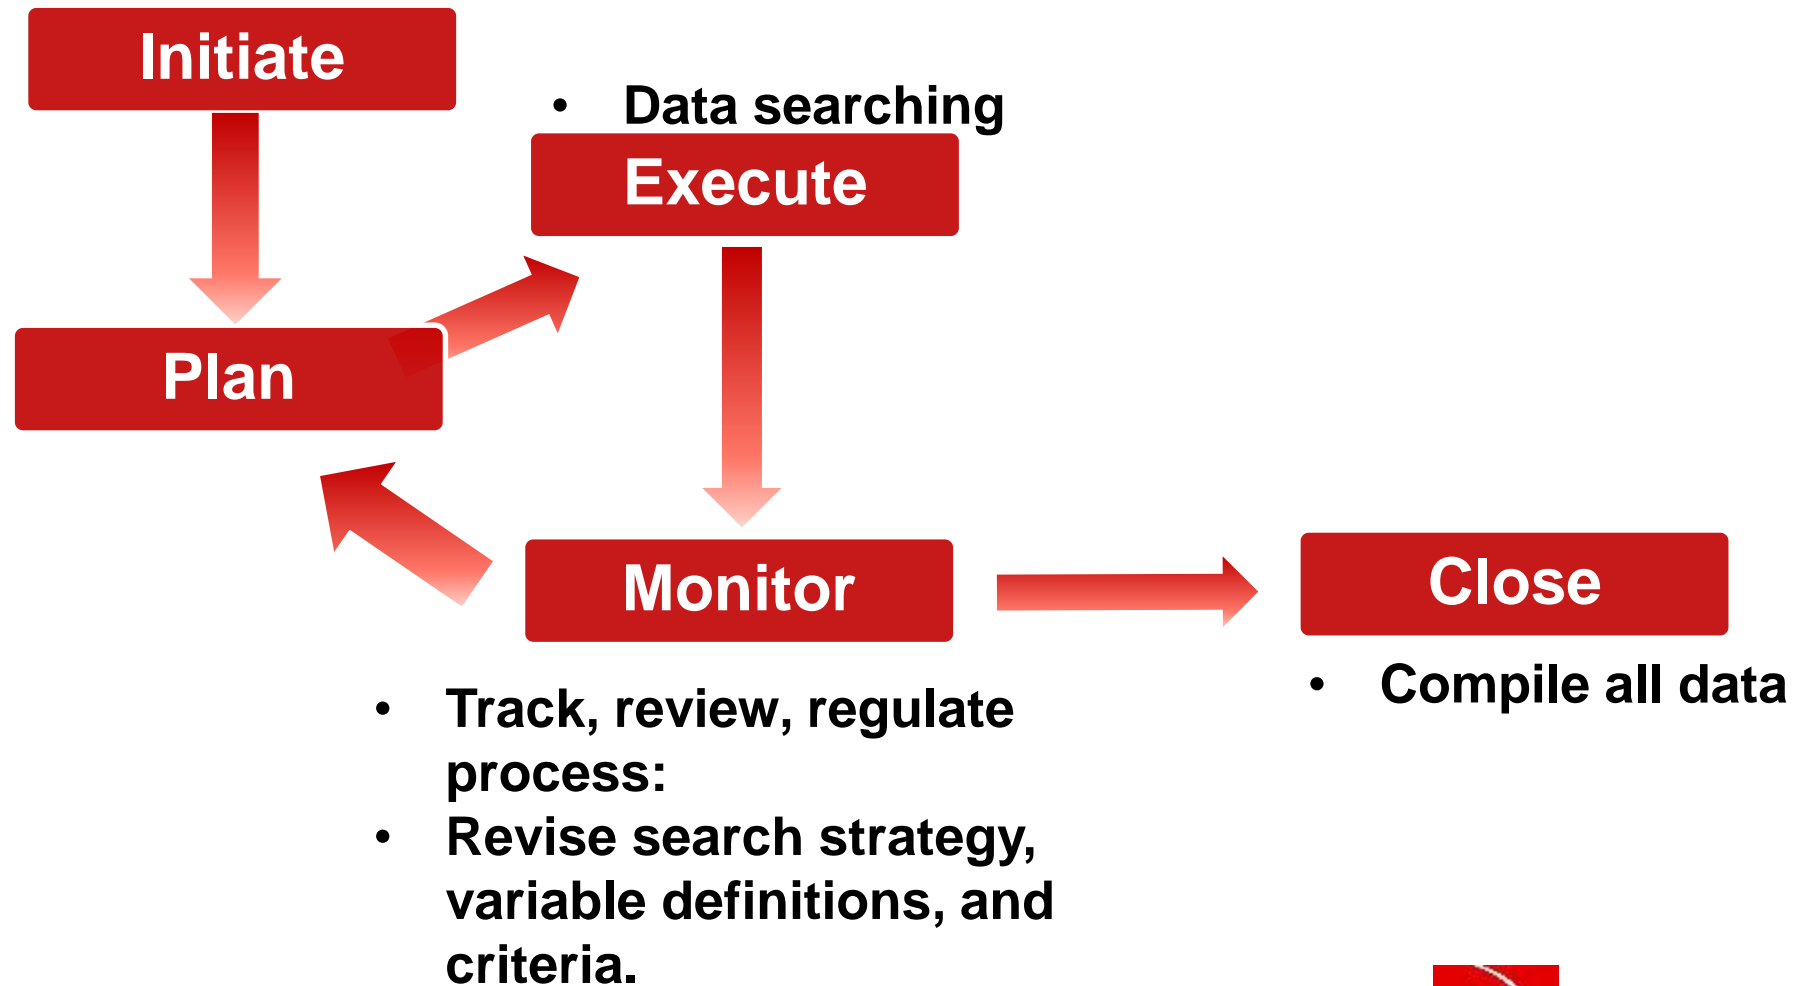 Initiate
• Data searching
Execute
Plan
Monitor
Close
• Compile all data
• Track, review, regulate
process:
• Revise search strategy,
variable definitions, and
criteria.